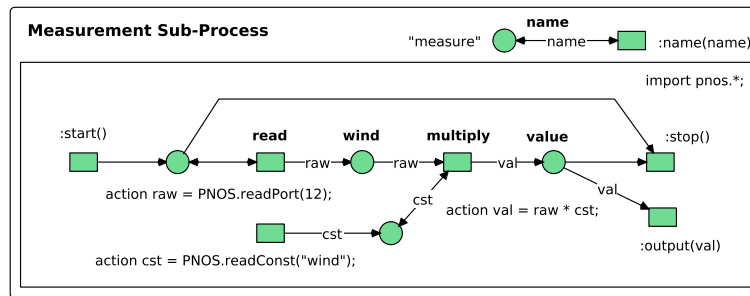 Measurement Sub-Process
name
"measure"
name
:name(name)
import pnos.*;
:start()
read
wind
multiply
value
:stop()
raw
raw
val
action raw = PNOS.readPort(12);
cst
val
action val = raw * cst;
cst
:output(val)
action cst = PNOS.readConst("wind");